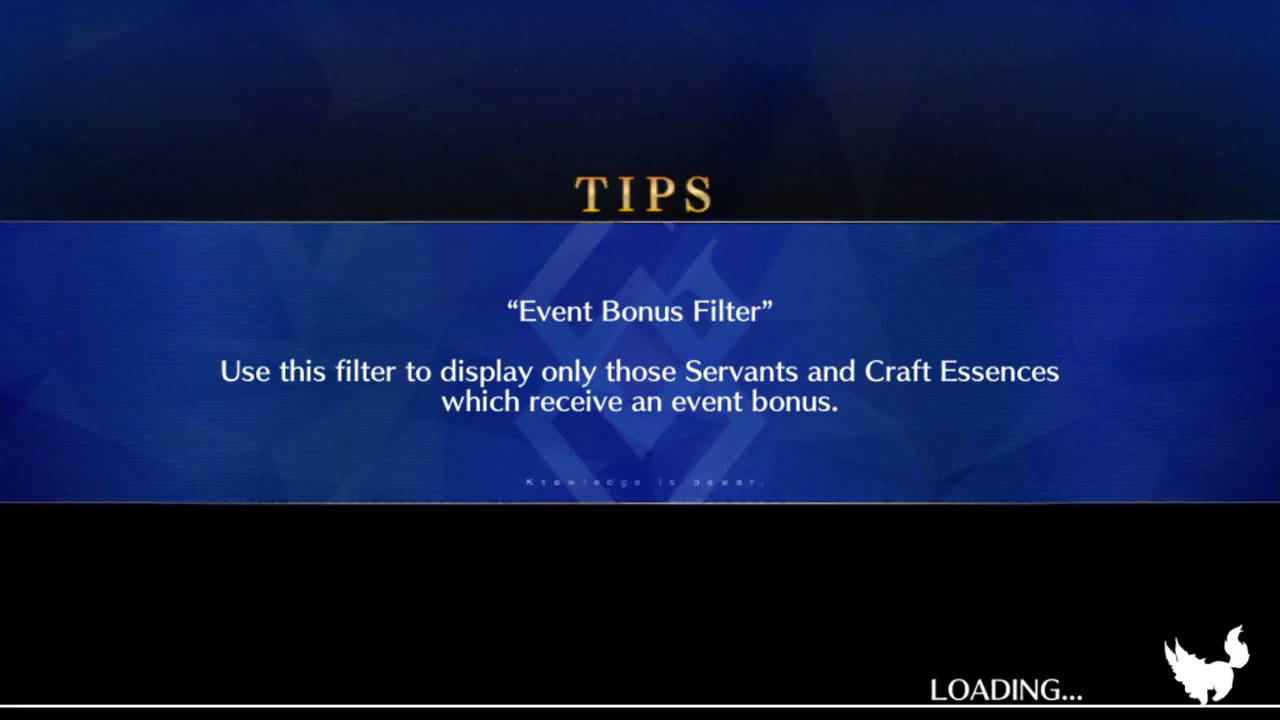 TIPS
“Event Bonus Filter”
Use this filter to display only those Servants and Craft Essences
which receive an event bonus.
Knowledge is power.
LOADING...